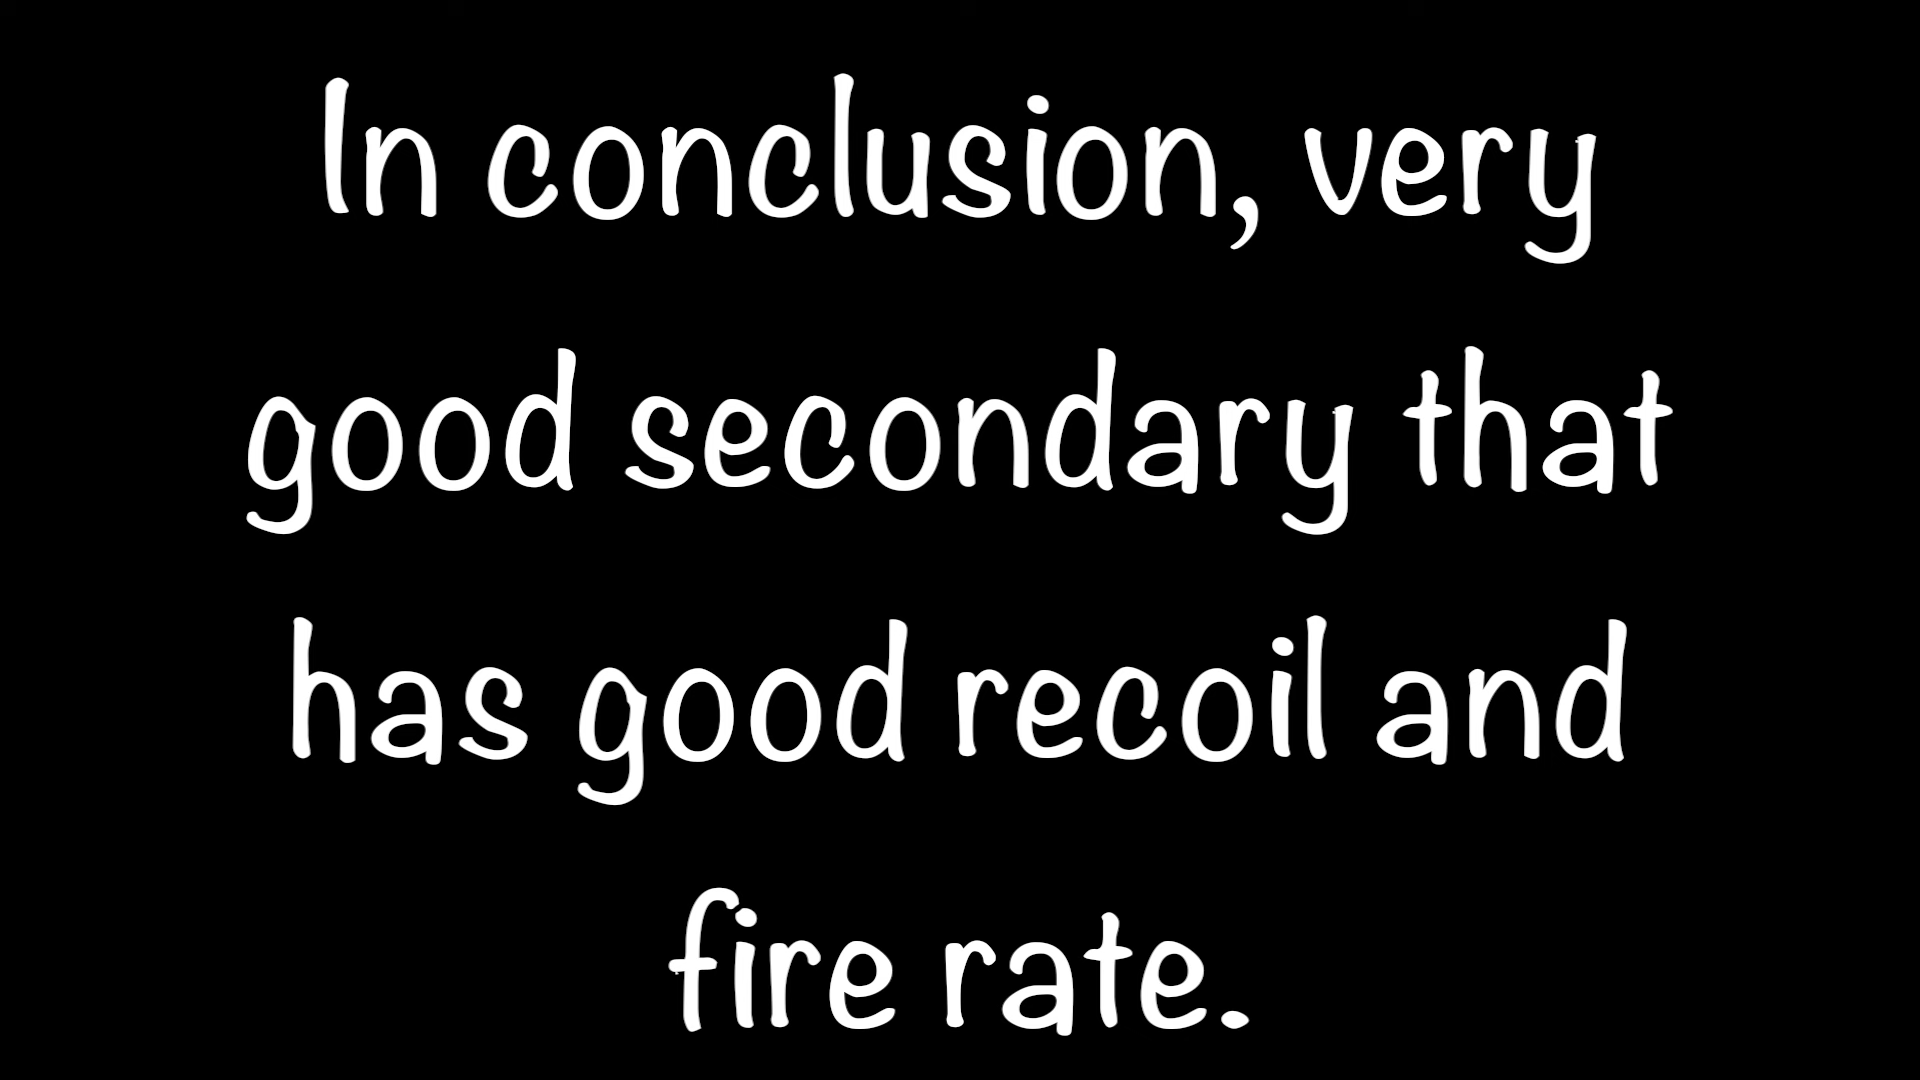 In conclusion, very
good secondary that
has good recoil and
fire rate.